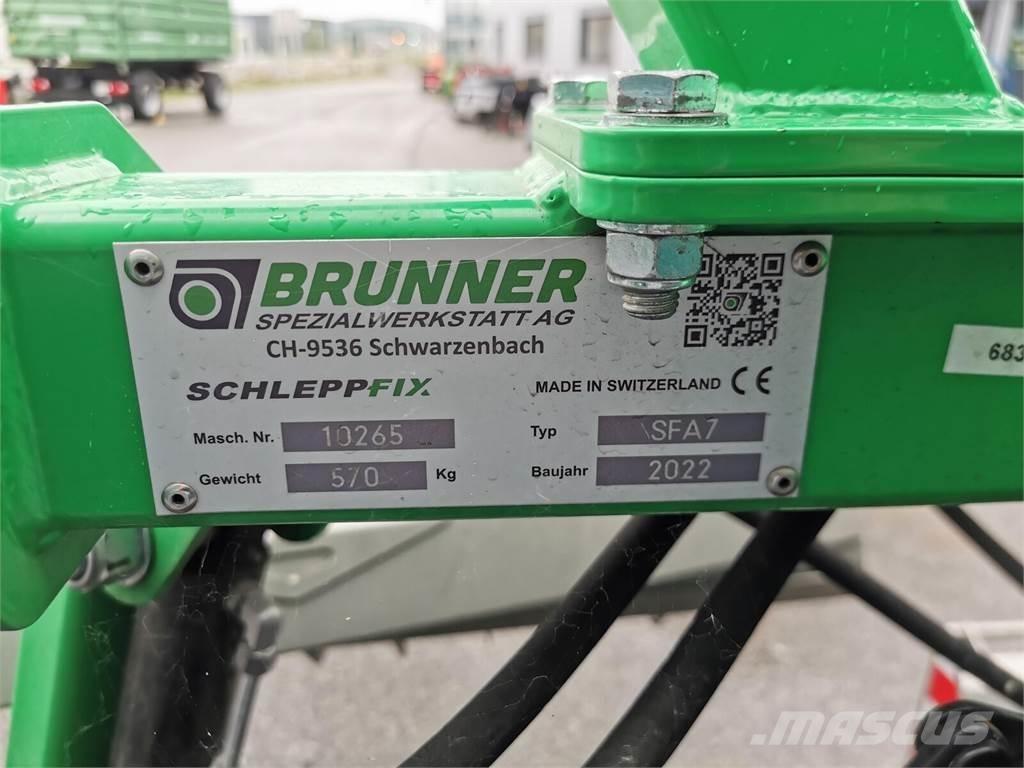 BRUNNER
SPEZIALWERKSTATT AG
CH-9536 Schwarzenbach
SCHLEPPFIX
MADE IN SWITZERLAND CE
Masch. Nr. 10265
Typ SFA7
Gewicht 570 Kg
Baujahr 2022
683
MASCUS